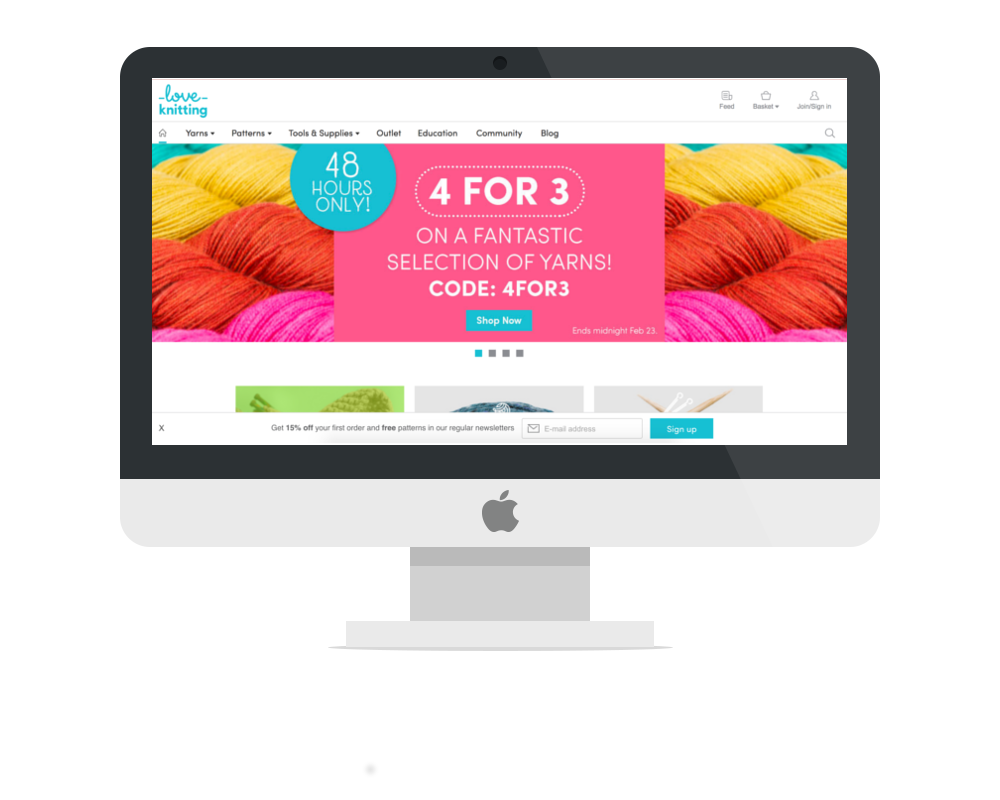 love
knitting
Feed
Basket
Join/Sign in
Yarns
Patterns
Tools & Supplies
Outlet
Education
Community
Blog
48
HOURS
ONLY!
4 FOR 3
ON A FANTASTIC
SELECTION OF YARNS!
CODE: 4FOR3
Shop Now
Ends midnight Feb 23.
X
Get 15% off your first order and free patterns in our regular newsletters
E-mail address
Sign up